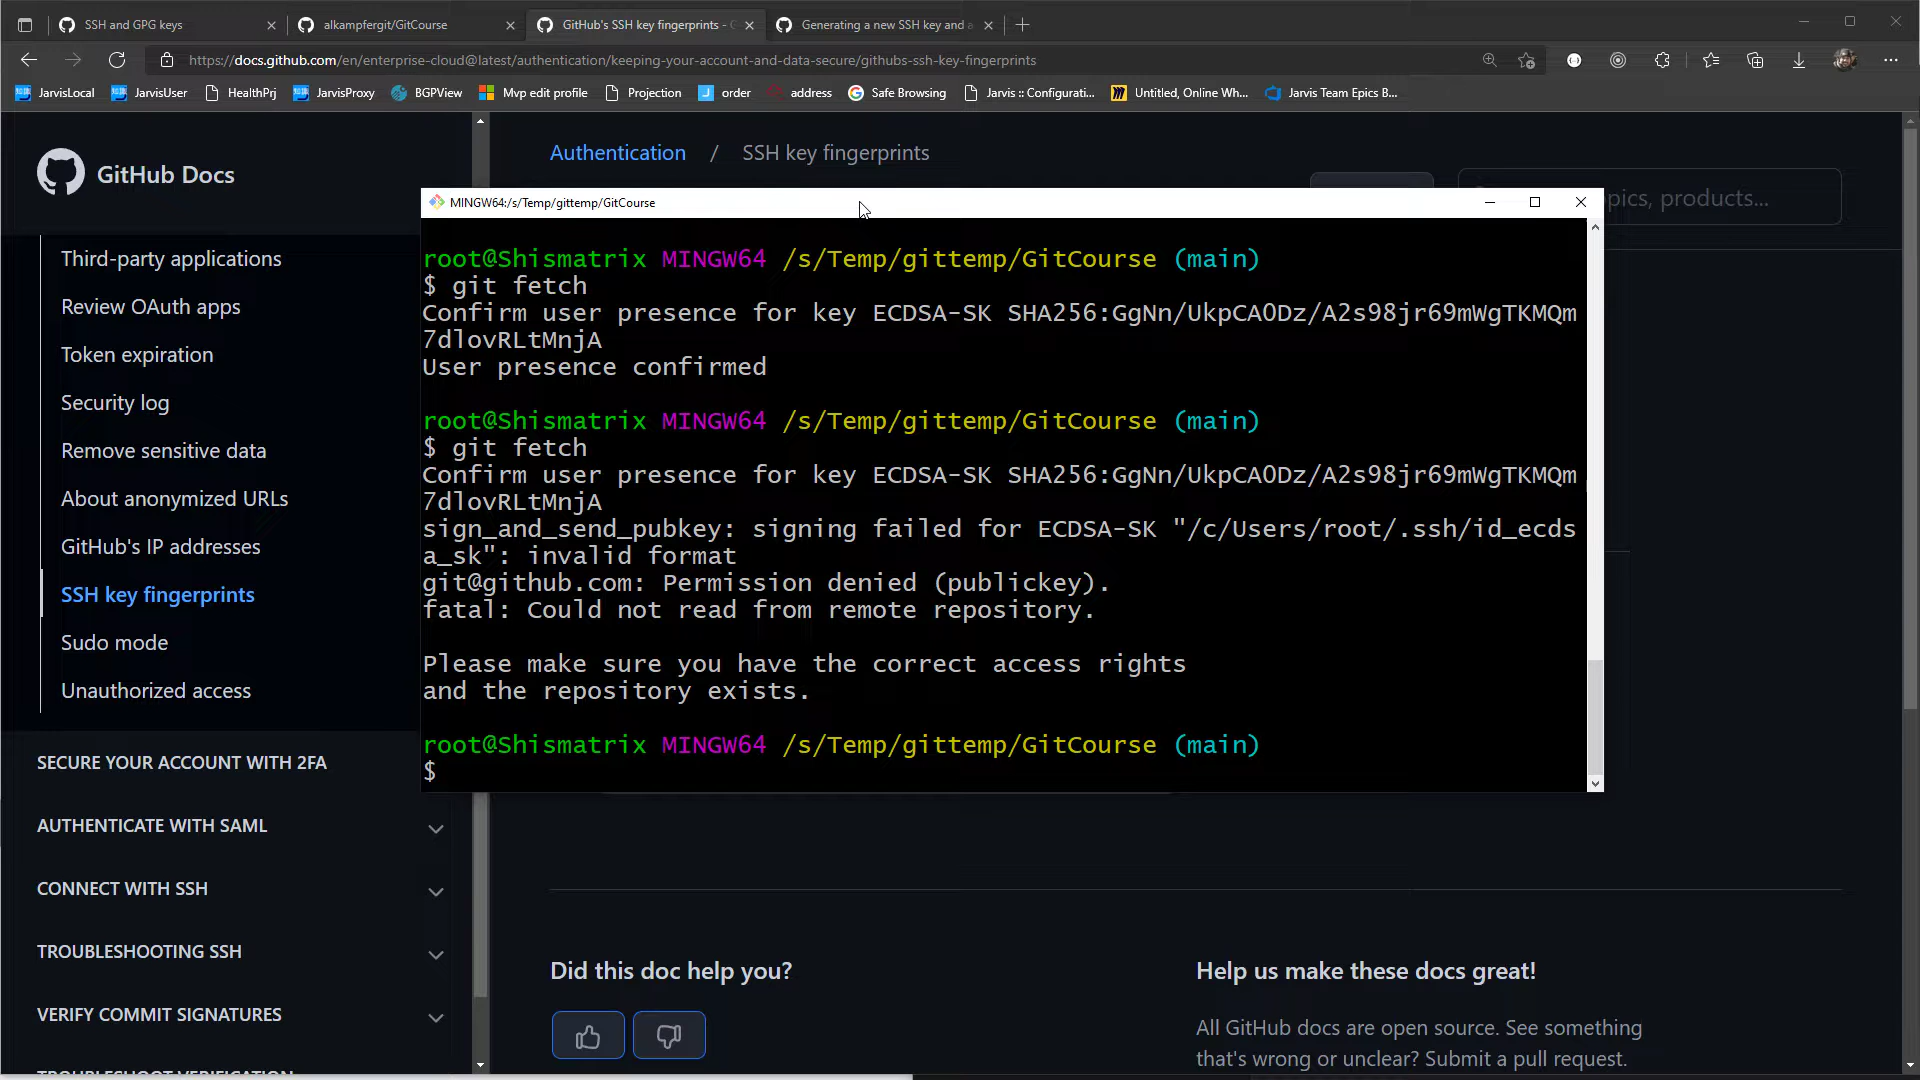 SSH and GPG keys
alkampfergit/GitCourse
GitHub's SSH key fingerprints -
Generating a new SSH key and a
https://docs.github.com/en/enterprise-cloud@latest/authentication/keeping-your-account-and-data-secure/githubs-ssh-key-fingerprints
JarvisLocal
JarvisUser
HealthPrj
JarvisProxy
BGPView
Mvp edit profile
Projection
order
address
Safe Browsing
Jarvis :: Configurati...
Untitled, Online Wh...
Jarvis Team Epics B...
GitHub Docs
Authentication / SSH key fingerprints
pics, products...
Third-party applications
Review OAuth apps
Token expiration
Security log
Remove sensitive data
About anonymized URLs
GitHub's IP addresses
SSH key fingerprints
Sudo mode
Unauthorized access
SECURE YOUR ACCOUNT WITH 2FA
AUTHENTICATE WITH SAML
CONNECT WITH SSH
TROUBLESHOOTING SSH
VERIFY COMMIT SIGNATURES
TROUBLESHOOT VERIFICATION
MINGW64:/s/Temp/gittemp/GitCourse
root@Shismatrix MINGW64 /s/Temp/gittemp/GitCourse (main)
$ git fetch
Confirm user presence for key ECDSA-SK SHA256:GgNn/UkpCAODz/A2s98jr69mWgTKMQm
7dlovRLtMnjA
User presence confirmed
root@Shismatrix MINGW64 /s/Temp/gittemp/GitCourse (main)
$ git fetch
Confirm user presence for key ECDSA-SK SHA256:GgNn/UkpCAODz/A2s98jr69mWgTKMQm
7dlovRLtMnjA
sign_and_send_pubkey: signing failed for ECDSA-SK "/c/Users/root/.ssh/id_ecds
a_sk": invalid format
git@github.com: Permission denied (publickey).
fatal: Could not read from remote repository.
Please make sure you have the correct access rights
and the repository exists.
root@Shismatrix MINGW64 /s/Temp/gittemp/GitCourse (main)
$
Did this doc help you?
Help us make these docs great!
All GitHub docs are open source. See something
that's wrong or unclear? Submit a pull request.